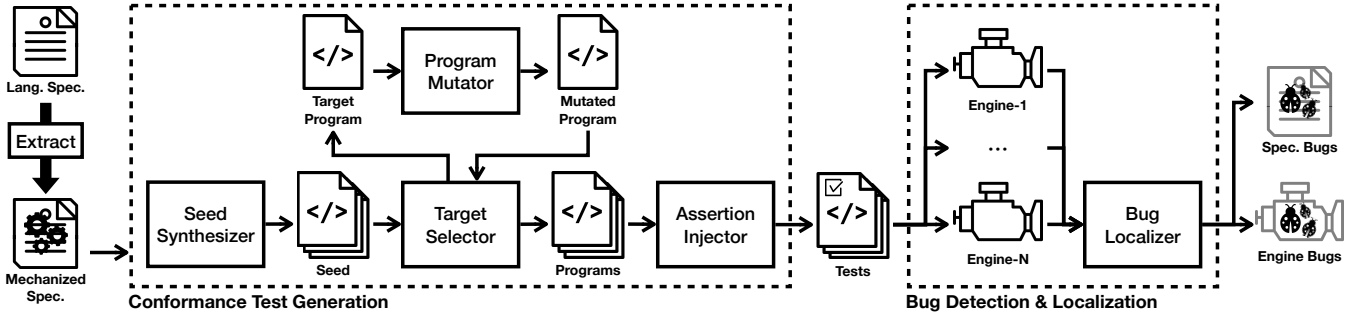 Lang. Spec.
Extract
Mechanized
Spec.
</>
Target
Program
Program
Mutator
</>
Mutated
Program
Seed
Synthesizer
</>
Seed
Target
Selector
</>
Programs
Assertion
Injector
Conformance Test Generation
</>
Tests
Engine-1
...
Engine-N
Bug
Localizer
Bug Detection & Localization
Spec. Bugs
Engine Bugs